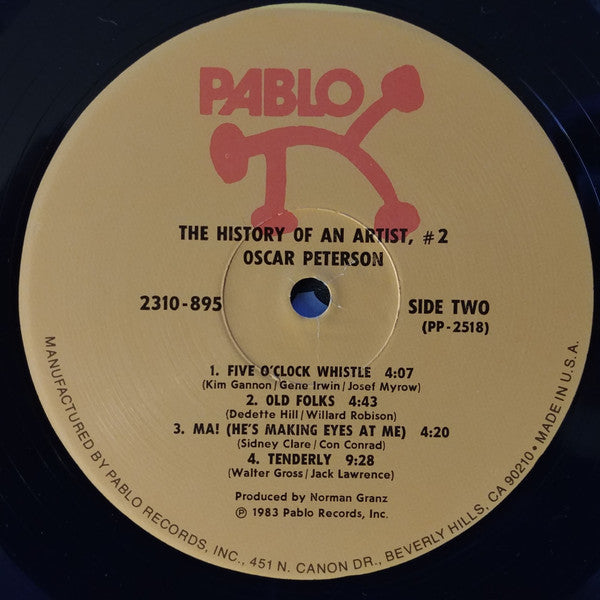 PABLO
THE HISTORY OF AN ARTIST, #2
OSCAR PETERSON
2310-895
SIDE TWO
(PP-2518)
1. FIVE O'CLOCK WHISTLE 4:07
(Kim Gannon/Gene Irwin/Josef Myrow)
2. OLD FOLKS 4:43
(Dedette Hill/Willard Robison)
3. MA! (HE'S MAKING EYES AT ME) 4:20
(Sidney Clare/Con Conrad)
4. TENDERLY 9:28
(Walter Gross/Jack Lawrence)
Produced by Norman Granz
℗ 1983 Pablo Records, Inc.
MANUFACTURED BY PABLO RECORDS, INC., 451 N. CANON DR., BEVERLY HILLS, CA 90210 • MADE IN U.S.A.